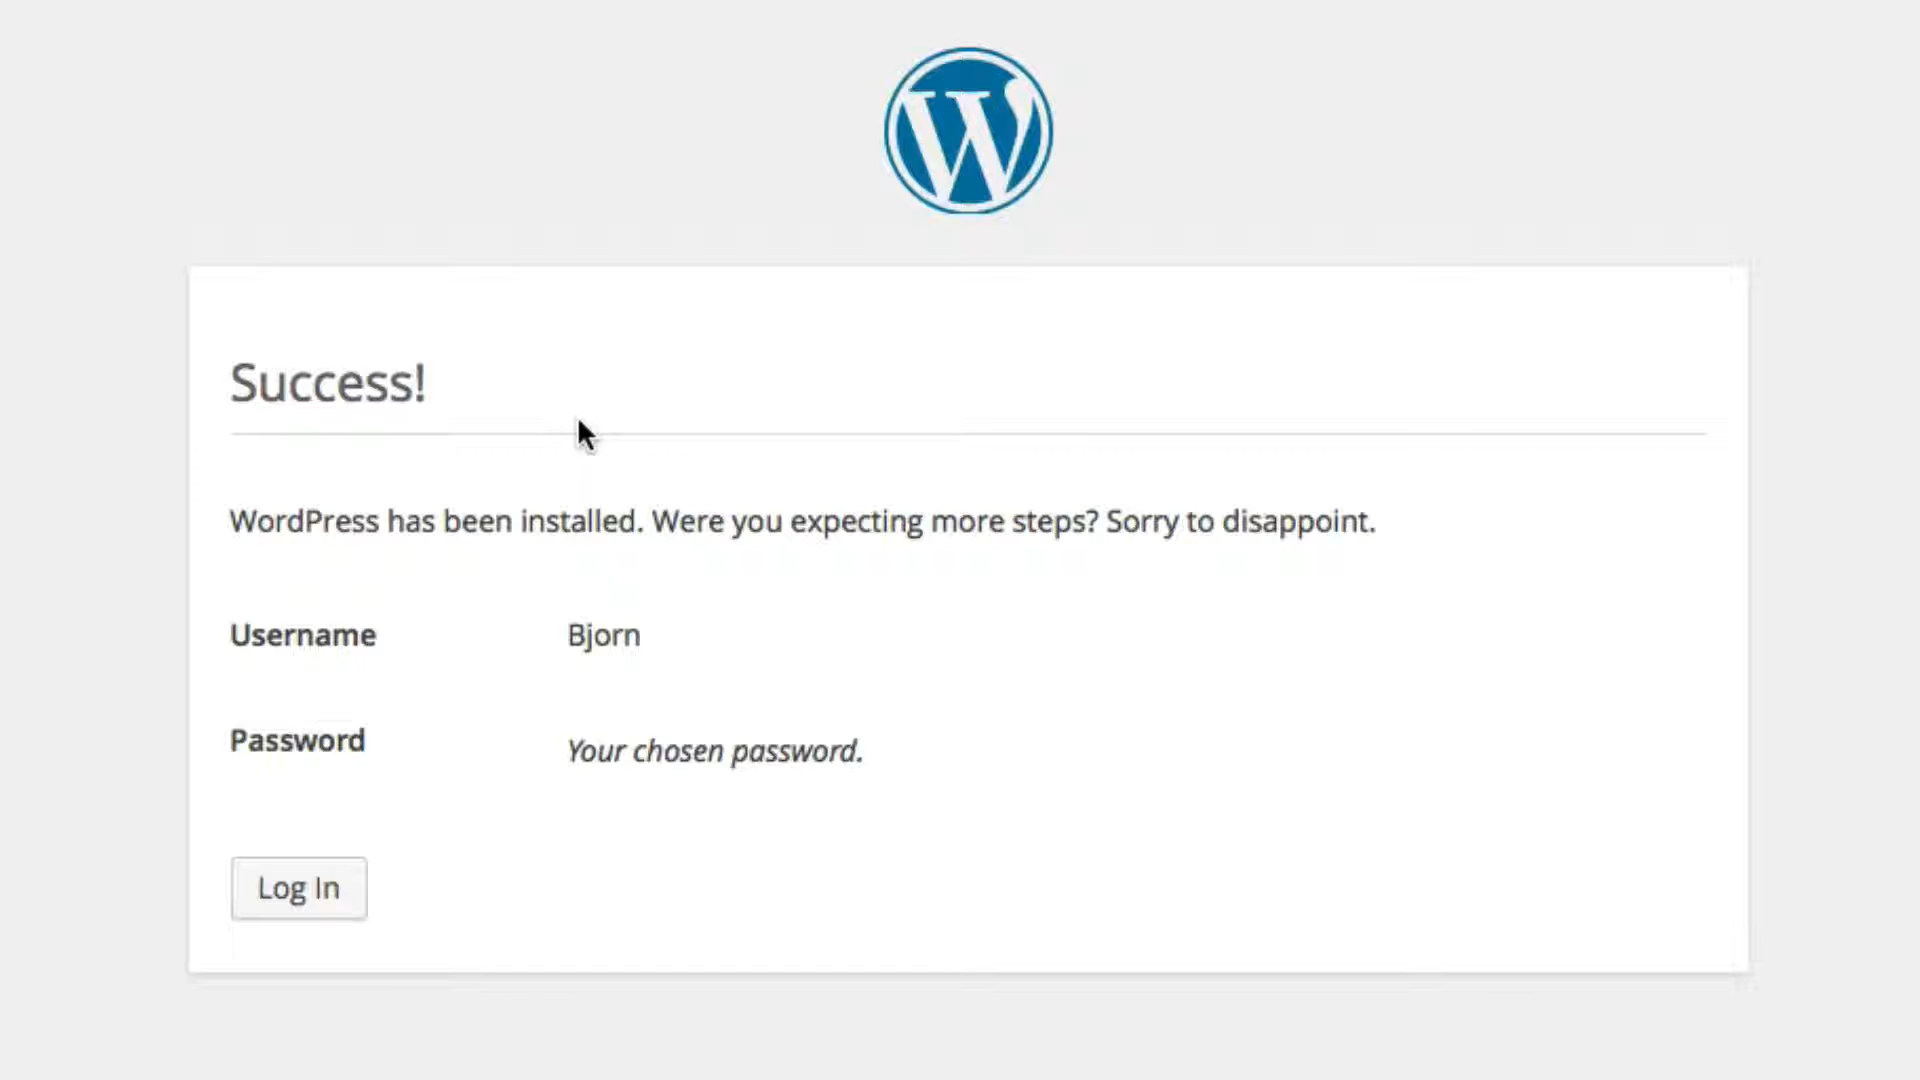 W
Success!
WordPress has been installed. Were you expecting more steps? Sorry to disappoint.
Username Bjorn
Password Your chosen password.
Log In